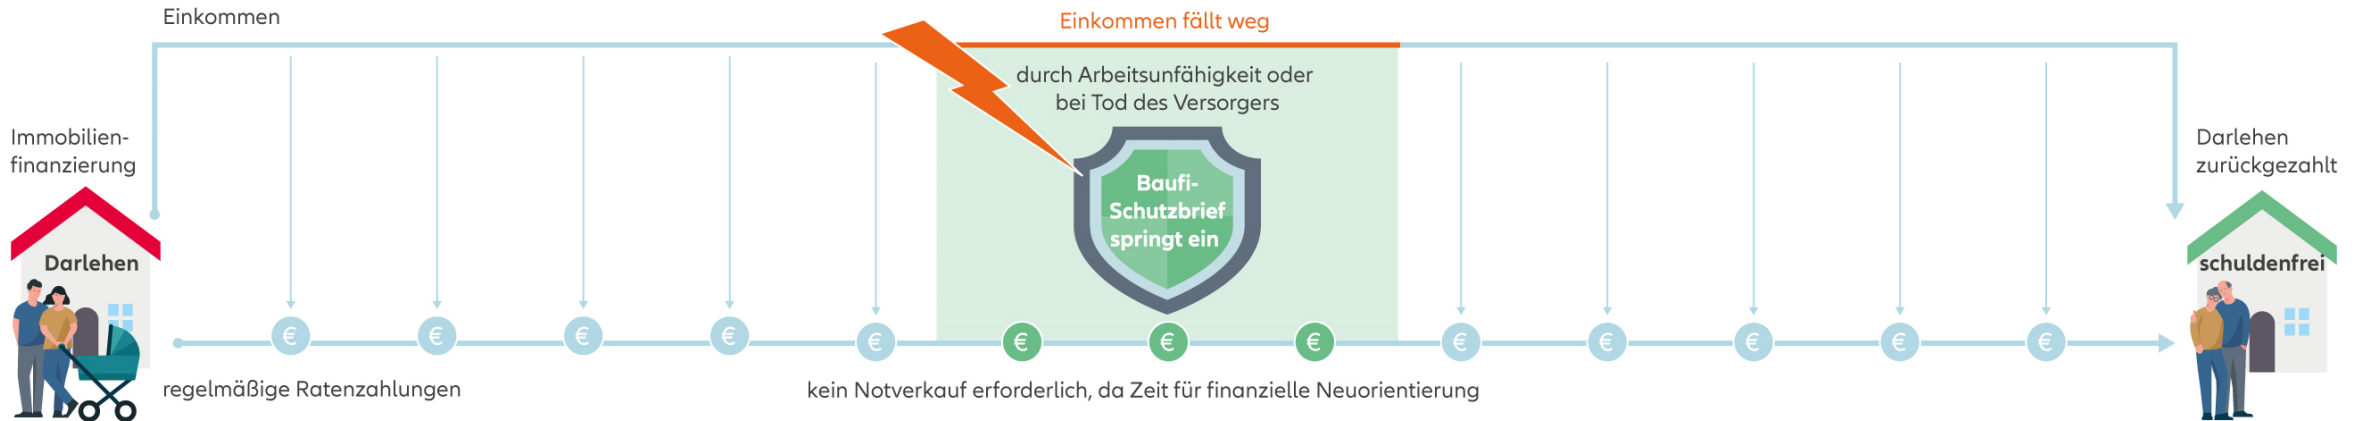 Einkommen
Einkommen fällt weg
durch Arbeitsunfähigkeit oder
bei Tod des Versorgers
Immobilien-
finanzierung
Darlehen
Baufi-
Schutzbrief
springt ein
Darlehen
zurückgezahlt
schuldenfrei
€ € € € € € € € € € € € €
regelmäßige Ratenzahlungen
kein Notverkauf erforderlich, da Zeit für finanzielle Neuorientierung